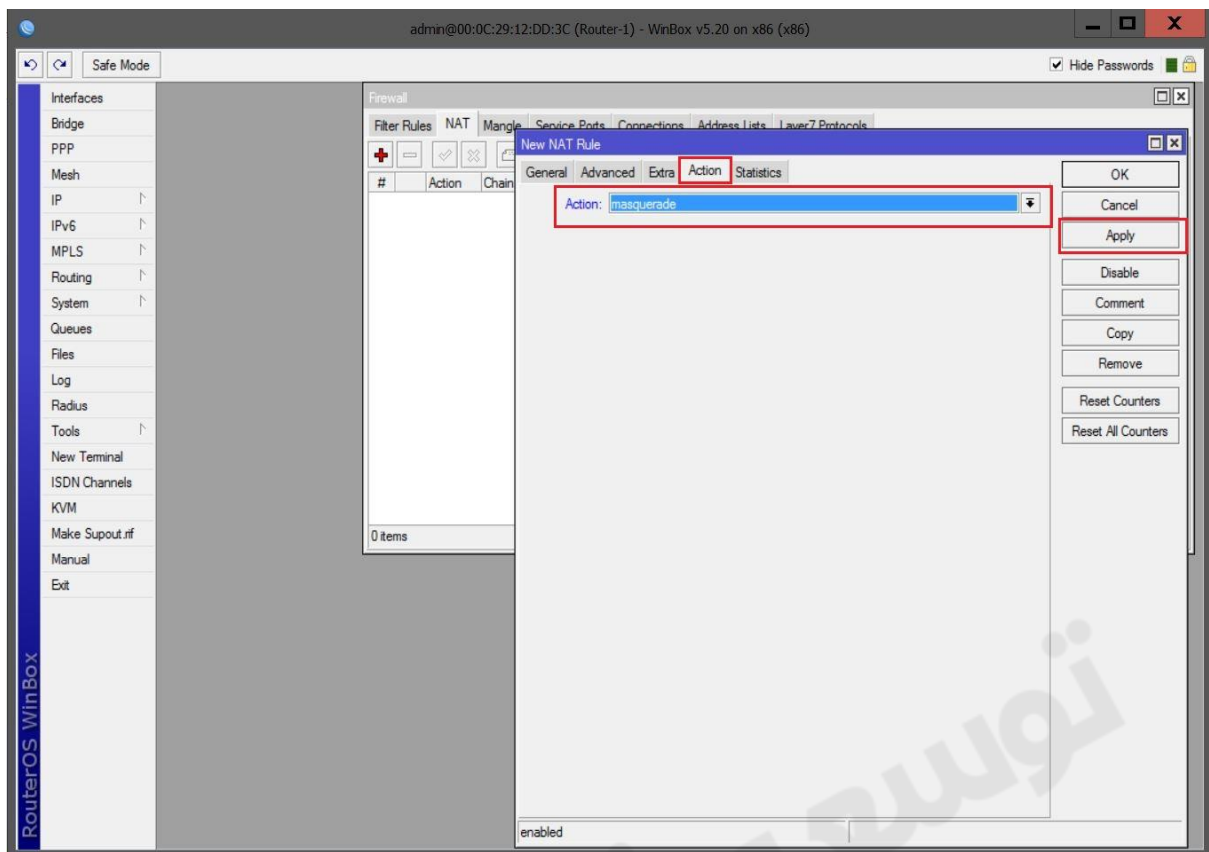 admin@00:0C:29:12:DD:3C (Router-1) - WinBox v5.20 on x86 (x86)
Safe Mode
Hide Passwords
Interfaces
Bridge
PPP
Mesh
IP
IPv6
MPLS
Routing
System
Queues
Files
Log
Radius
Tools
New Terminal
ISDN Channels
KVM
Make Supout.rif
Manual
Exit
RouterOS WinBox
Firewall
Filter Rules NAT Mangle Service Ports Connections Address Lists Layer7 Protocols
# Action Chain
0 items
New NAT Rule
General Advanced Extra Action Statistics
Action: masquerade
OK
Cancel
Apply
Disable
Comment
Copy
Remove
Reset Counters
Reset All Counters
enabled